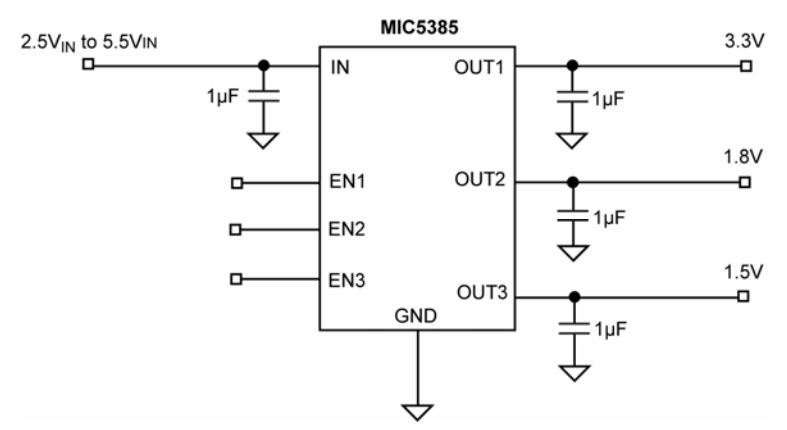 MIC5385
2.5VIN to 5.5VIN
3.3V
IN
OUT1
1µF
1µF
1.8V
EN1
OUT2
1µF
EN2
1.5V
EN3
OUT3
GND
1µF